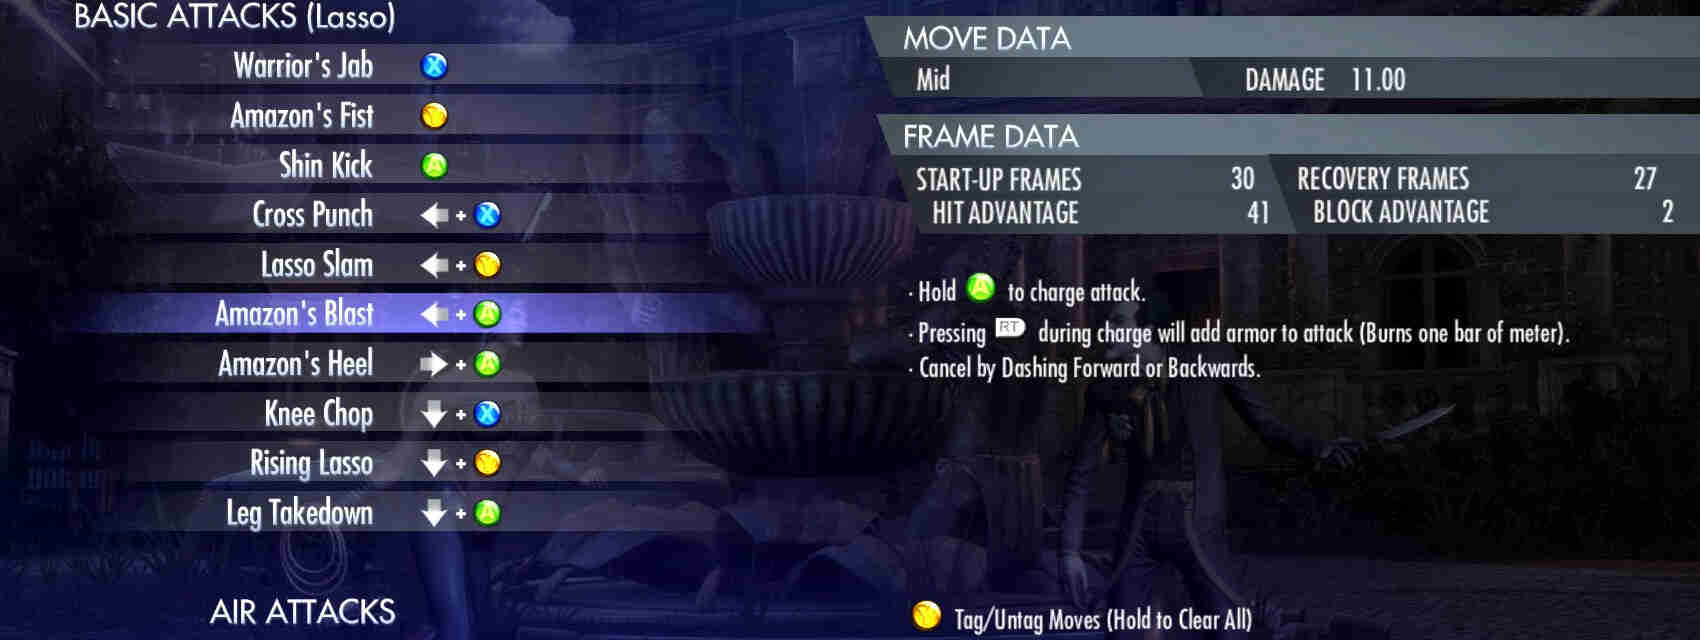 BASIC ATTACKS (Lasso)
Warrior's Jab X
Amazon's Fist Y
Shin Kick A
Cross Punch + X
Lasso Slam + Y
Amazon's Blast + A
Amazon's Heel + A
Knee Chop + X
Rising Lasso + Y
Leg Takedown + A
AIR ATTACKS
MOVE DATA
Mid DAMAGE 11.00
FRAME DATA
START-UP FRAMES 30 RECOVERY FRAMES 27
HIT ADVANTAGE 41 BLOCK ADVANTAGE 2
· Hold A to charge attack.
· Pressing RT during charge will add armor to attack (Burns one bar of meter).
· Cancel by Dashing Forward or Backwards.
Y Tag/Untag Moves (Hold to Clear All)